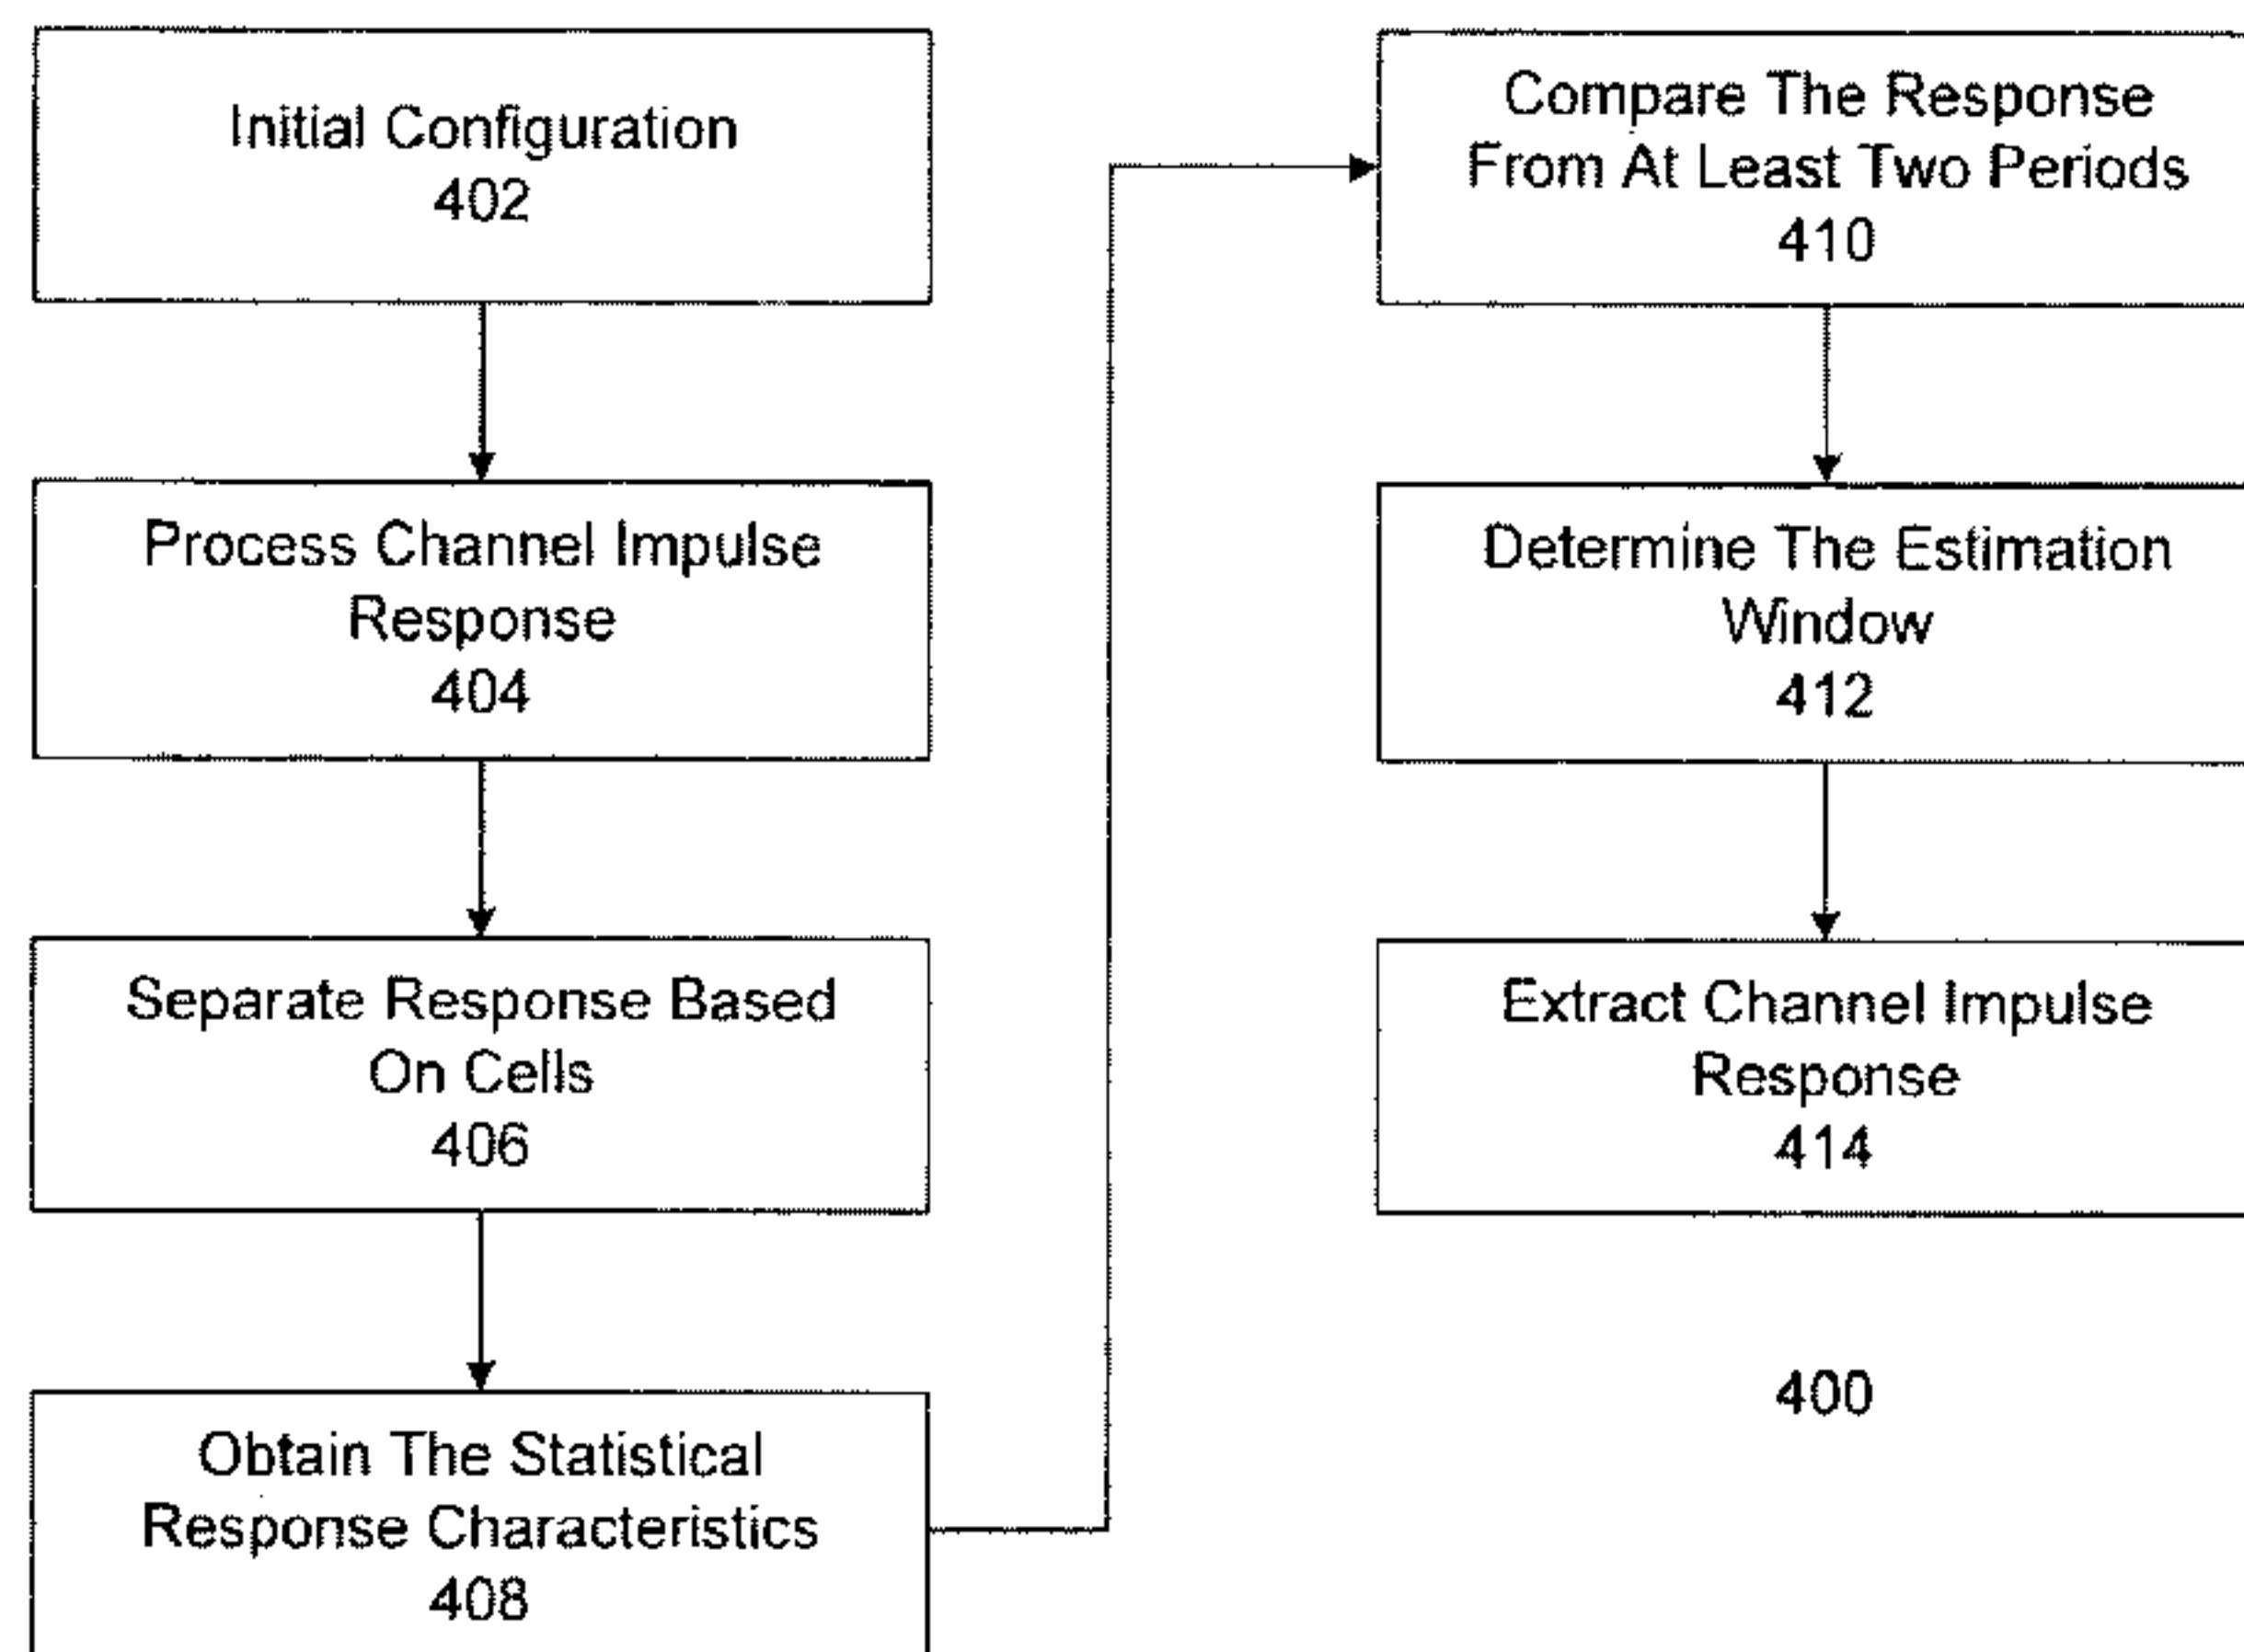 Initial Configuration
402
Process Channel Impulse
Response
404
Separate Response Based
On Cells
406
Obtain The Statistical
Response Characteristics
408
Compare The Response
From At Least Two Periods
410
Determine The Estimation
Window
412
Extract Channel Impulse
Response
414
400